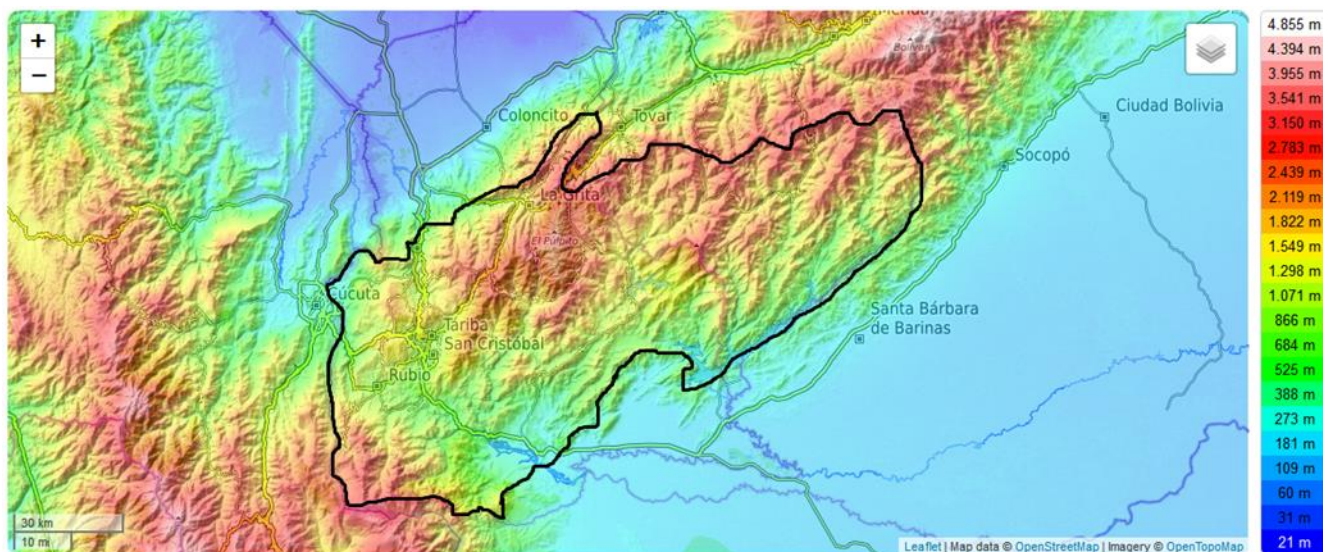 +
−
Mérida
Bolívar
Ciudad Bolivia
Coloncito
Tovar
Socopó
La Grita
El Púlpito
Cúcuta
Santa Bárbara
de Barinas
Táriba
San Cristóbal
Rubio
30 km
10 mi
Leaflet | Map data © OpenStreetMap | Imagery © OpenTopoMap
4.855 m
4.394 m
3.955 m
3.541 m
3.150 m
2.783 m
2.439 m
2.119 m
1.822 m
1.549 m
1.298 m
1.071 m
866 m
684 m
525 m
388 m
273 m
181 m
109 m
60 m
31 m
21 m